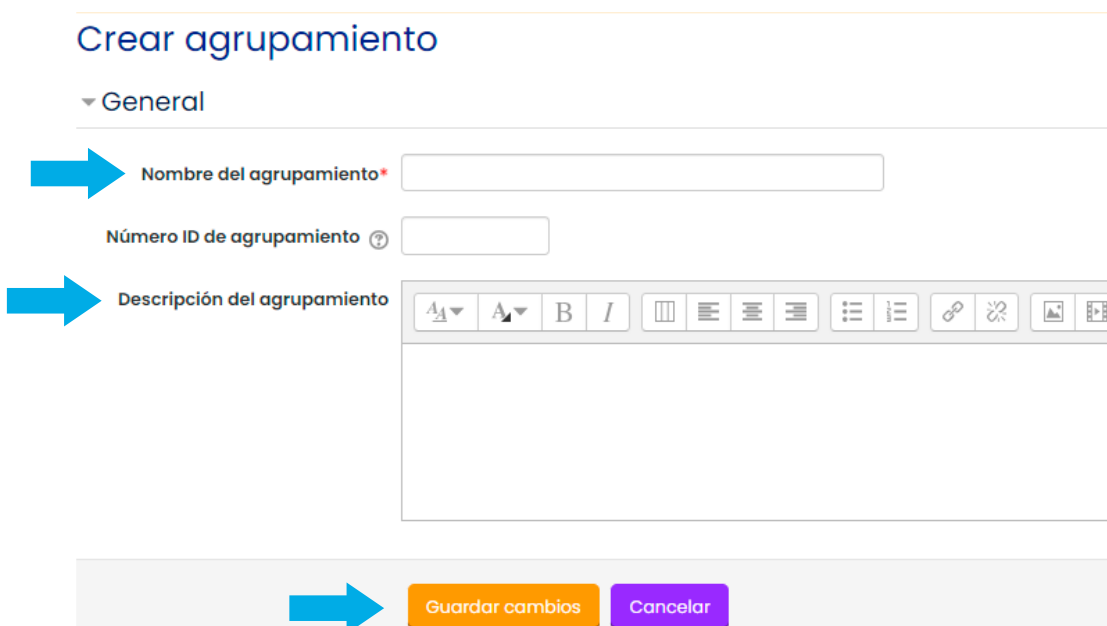 Crear agrupamiento
General
Nombre del agrupamiento*
Número ID de agrupamiento
Descripción del agrupamiento
Guardar cambios Cancelar